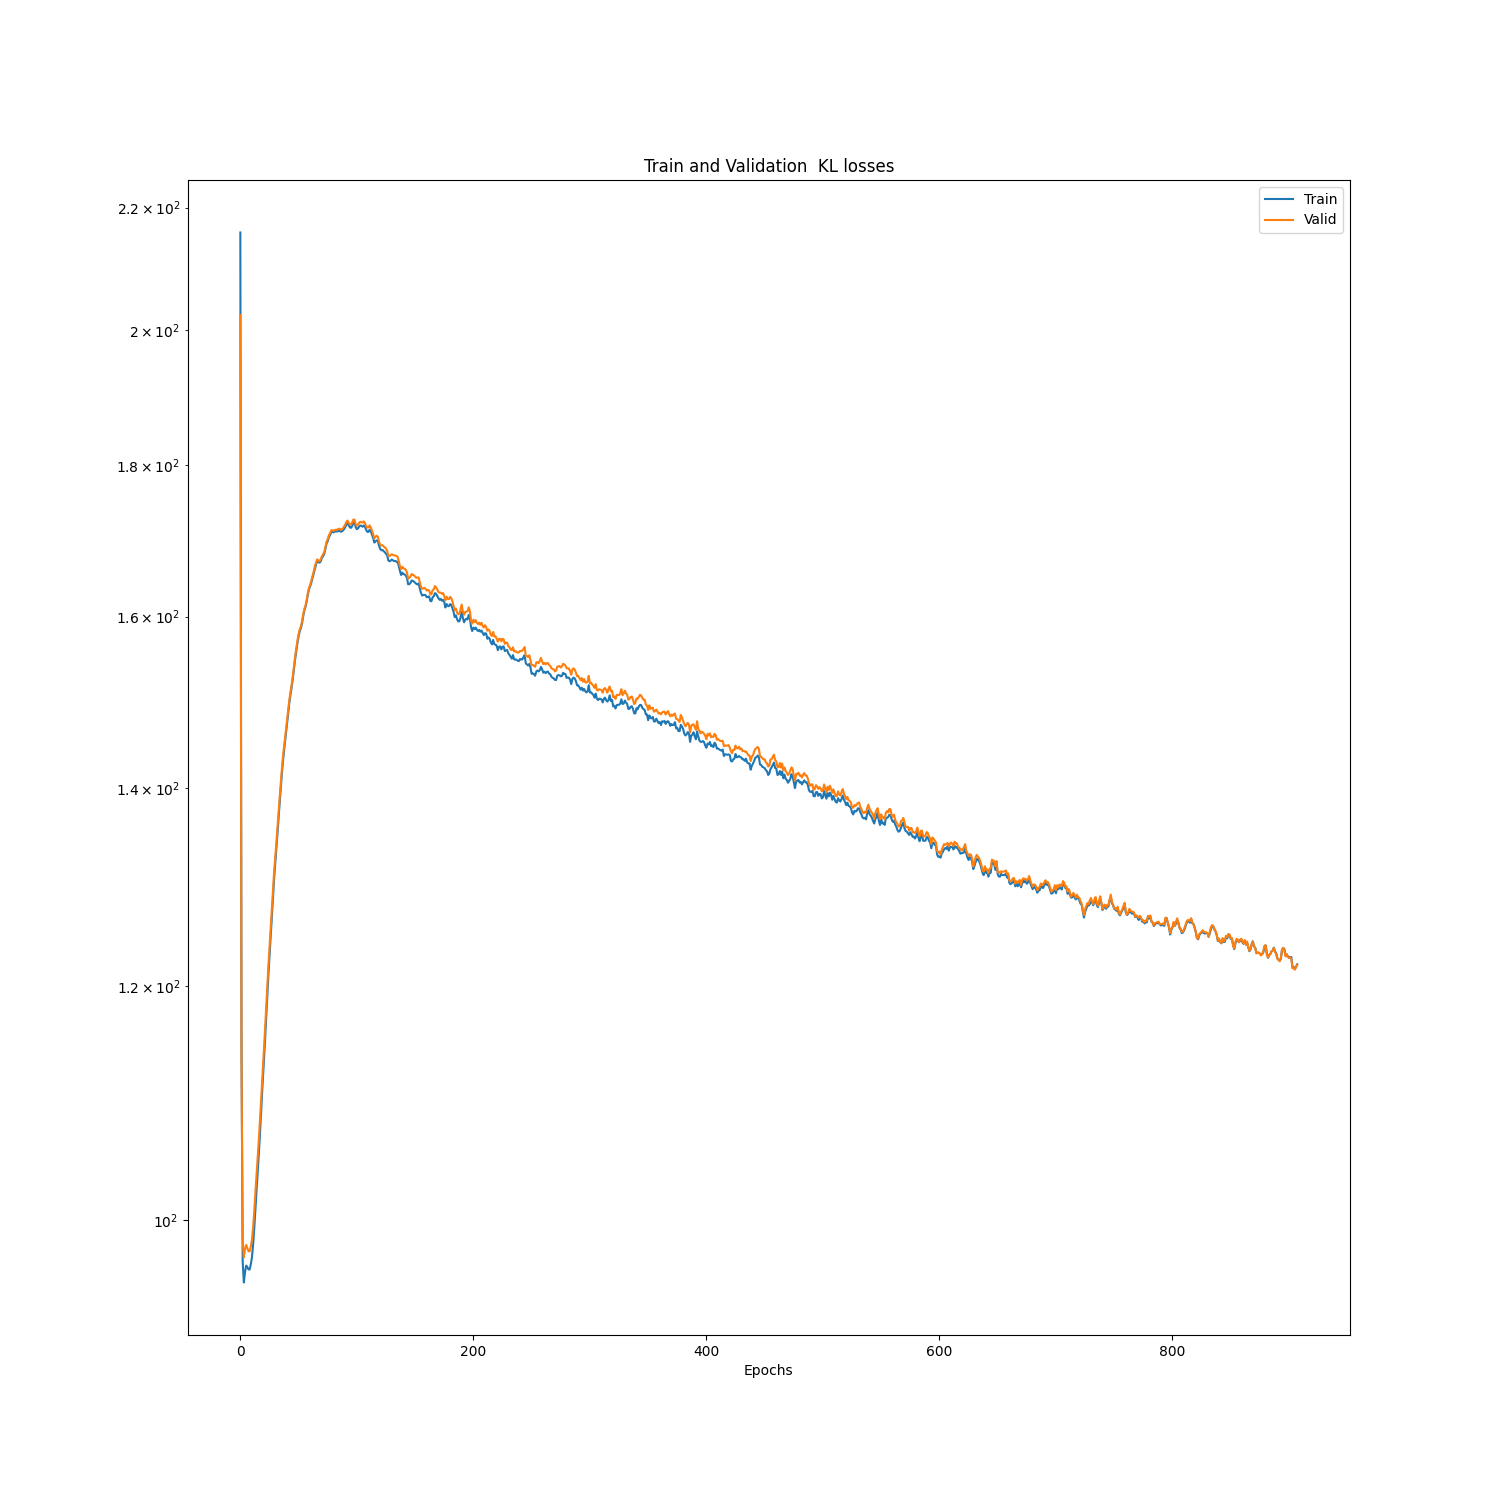 Train and Validation  KL losses
Train
Valid
2.2 × 10²
2 × 10²
1.8 × 10²
1.6 × 10²
1.4 × 10²
1.2 × 10²
10²
0 200 400 600 800
Epochs